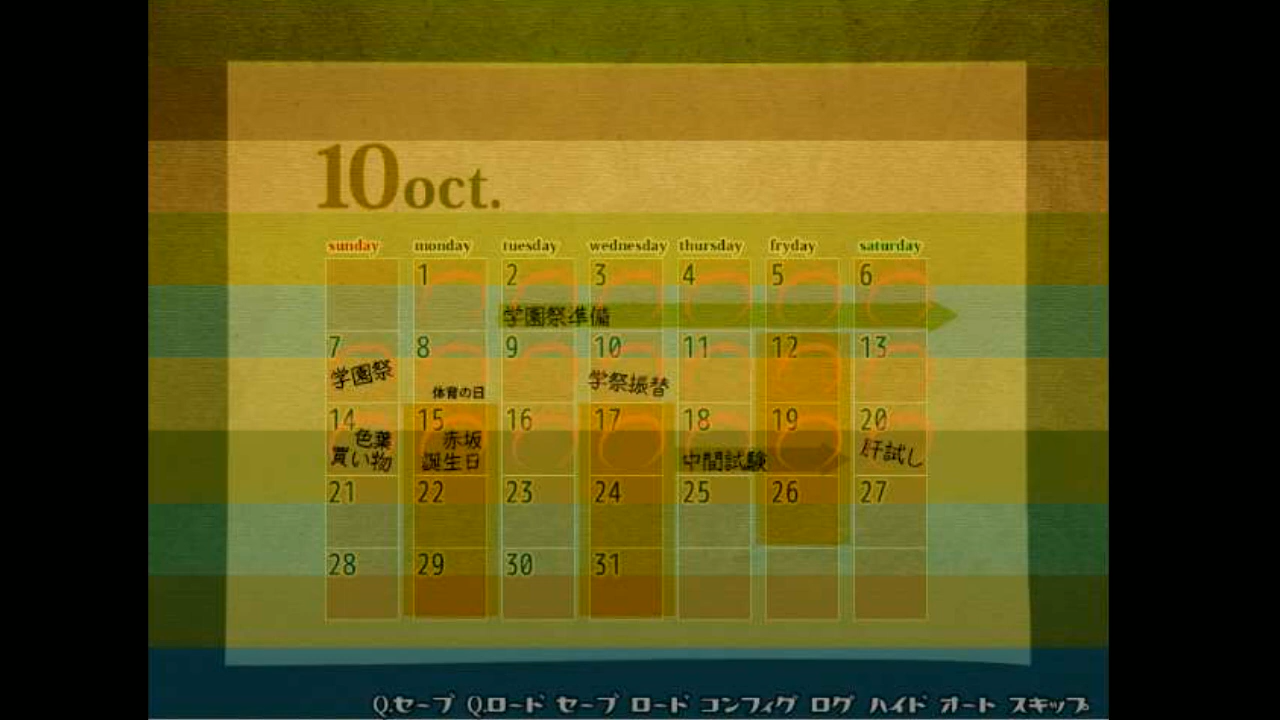 10 oct.
sunday monday tuesday wednesday thursday fryday saturday
1 2 3 4 5 6
学園祭準備
7 8 9 10 11 12 13
学園祭 体育の日 学祭振替
14 15 16 17 18 19 20
色葉 赤坂
買い物 誕生日 中間試験 肝試し
21 22 23 24 25 26 27
28 29 30 31
Q.セーブ Q.ロード セーブ ロード コンフィグ ログ ハイド オート スキップ